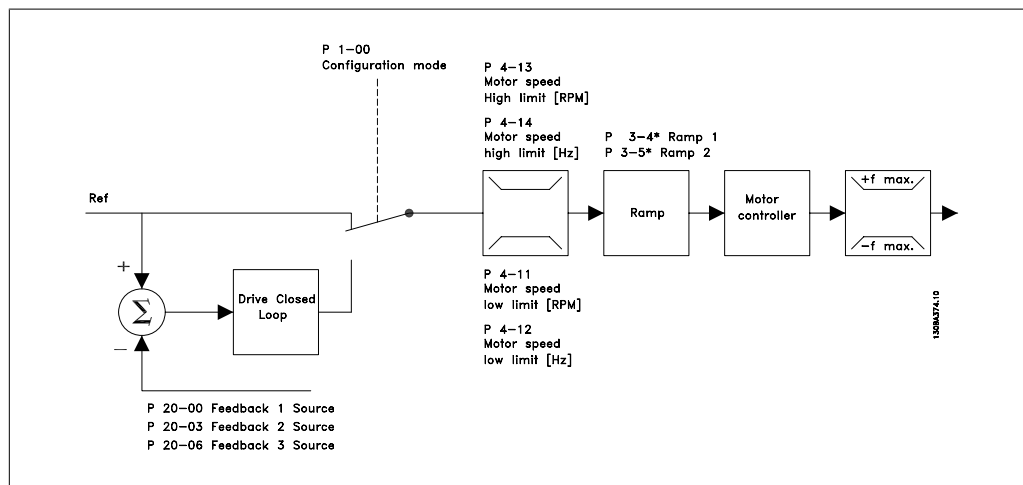 P 1-00
Configuration mode
P 4-13
Motor speed
High limit [RPM]
P 4-14
Motor speed
high limit [Hz]
P 3-4* Ramp 1
P 3-5* Ramp 2
Ref
+f max.
Ramp
Motor
controller
-f max.
+
Σ
−
Drive Closed
Loop
P 4-11
Motor speed
low limit [RPM]
P 4-12
Motor speed
low limit [Hz]
130BA374.10
P 20-00 Feedback 1 Source
P 20-03 Feedback 2 Source
P 20-06 Feedback 3 Source